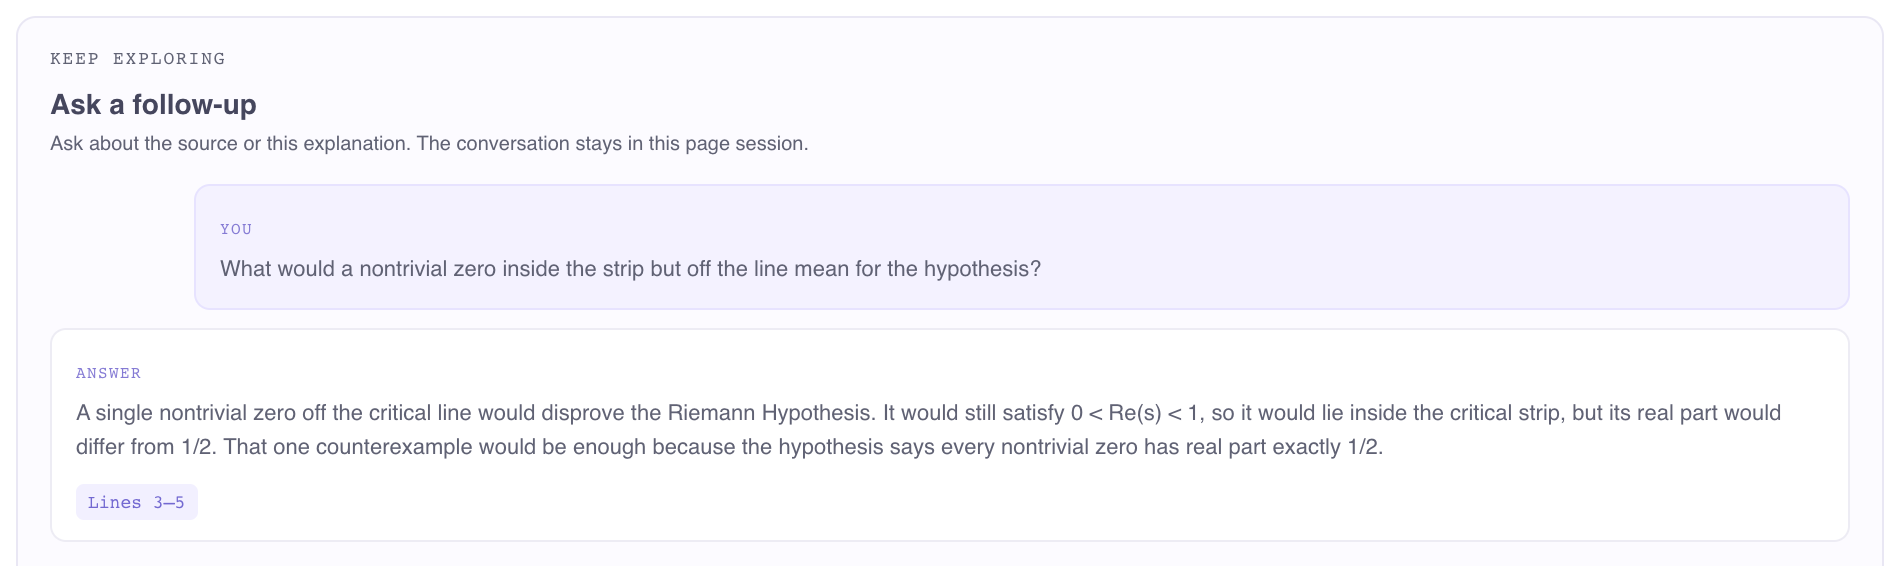 KEEP EXPLORING
Ask a follow-up
Ask about the source or this explanation. The conversation stays in this page session.
YOU
What would a nontrivial zero inside the strip but off the line mean for the hypothesis?
ANSWER
A single nontrivial zero off the critical line would disprove the Riemann Hypothesis. It would still satisfy 0 < Re(s) < 1, so it would lie inside the critical strip, but its real part would
differ from 1/2. That one counterexample would be enough because the hypothesis says every nontrivial zero has real part exactly 1/2.
Lines 3–5